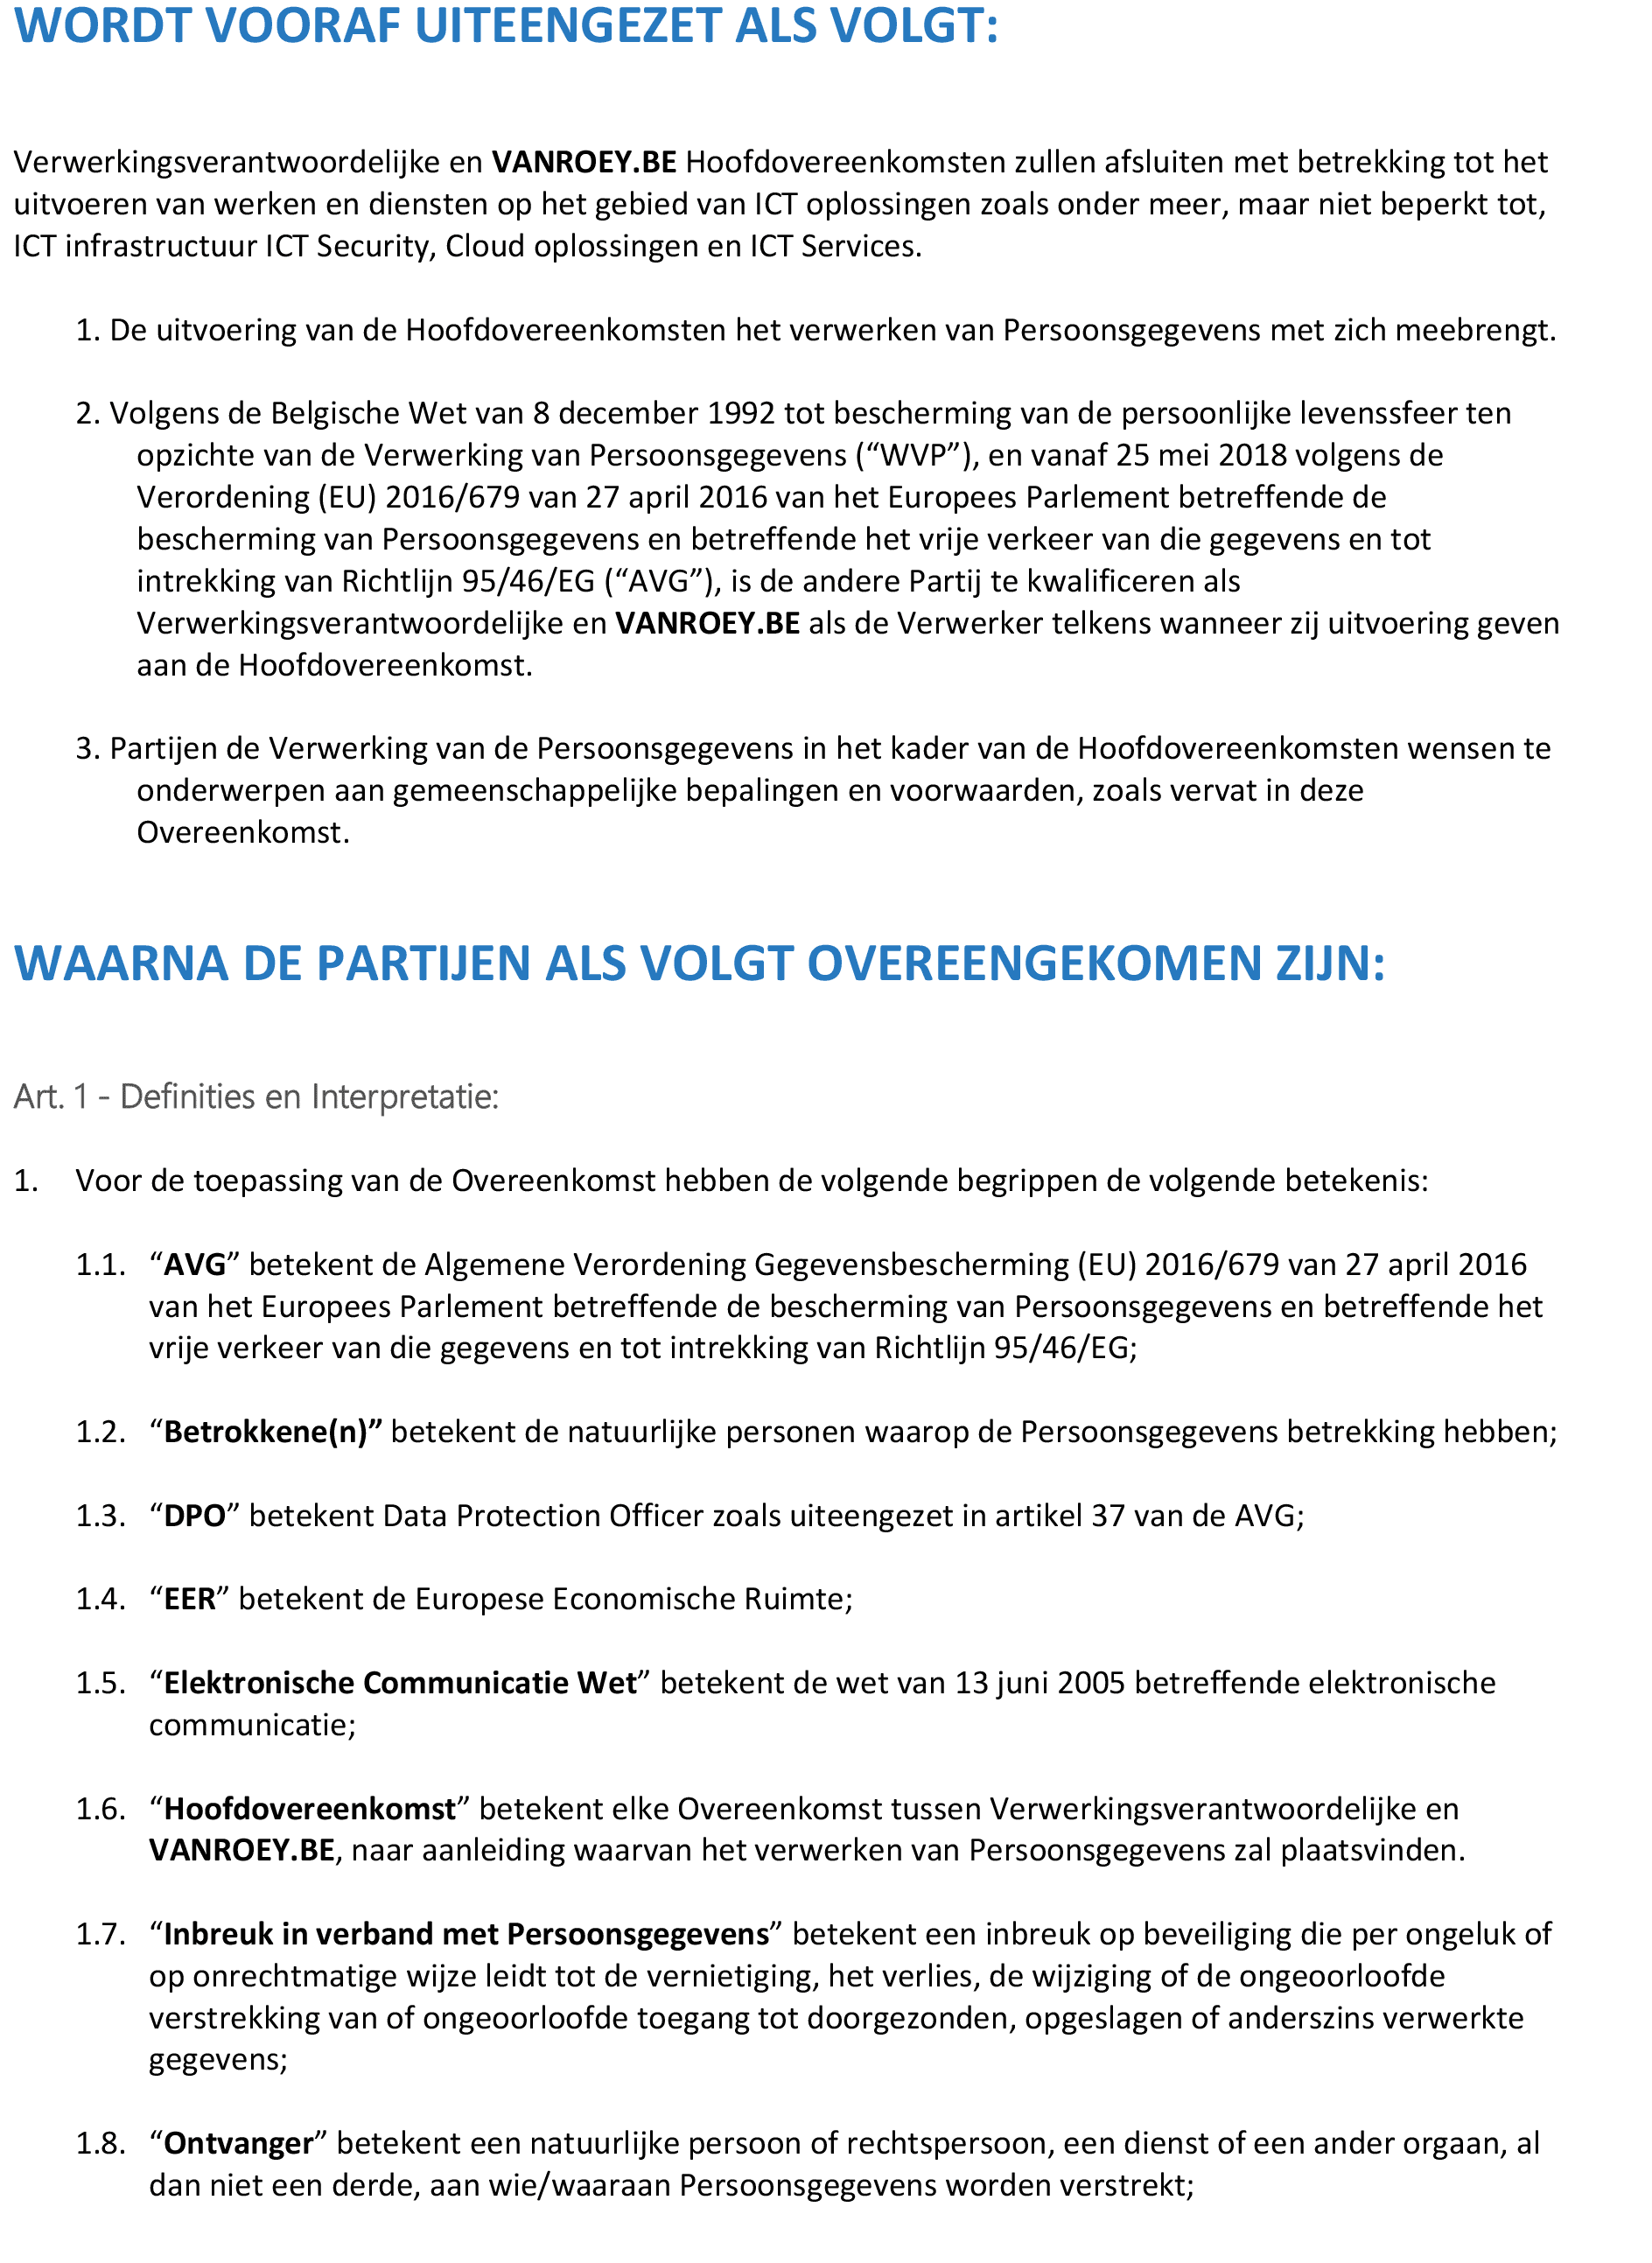 WORDT VOORAF UITEENGEZET ALS VOLGT:
Verwerkingsverantwoordelijke en VANROEY.BE Hoofdovereenkomsten zullen afsluiten met betrekking tot het
uitvoeren van werken en diensten op het gebied van ICT oplossingen zoals onder meer, maar niet beperkt tot,
ICT infrastructuur ICT Security, Cloud oplossingen en ICT Services.
1. De uitvoering van de Hoofdovereenkomsten het verwerken van Persoonsgegevens met zich meebrengt.
2. Volgens de Belgische Wet van 8 december 1992 tot bescherming van de persoonlijke levenssfeer ten
opzichte van de Verwerking van Persoonsgegevens (“WVP”), en vanaf 25 mei 2018 volgens de
Verordening (EU) 2016/679 van 27 april 2016 van het Europees Parlement betreffende de
bescherming van Persoonsgegevens en betreffende het vrije verkeer van die gegevens en tot
intrekking van Richtlijn 95/46/EG (“AVG”), is de andere Partij te kwalificeren als
Verwerkingsverantwoordelijke en VANROEY.BE als de Verwerker telkens wanneer zij uitvoering geven
aan de Hoofdovereenkomst.
3. Partijen de Verwerking van de Persoonsgegevens in het kader van de Hoofdovereenkomsten wensen te
onderwerpen aan gemeenschappelijke bepalingen en voorwaarden, zoals vervat in deze
Overeenkomst.
WAARNA DE PARTIJEN ALS VOLGT OVEREENGEKOMEN ZIJN:
Art. 1 - Definities en Interpretatie:
1. Voor de toepassing van de Overeenkomst hebben de volgende begrippen de volgende betekenis:
1.1. “AVG” betekent de Algemene Verordening Gegevensbescherming (EU) 2016/679 van 27 april 2016
van het Europees Parlement betreffende de bescherming van Persoonsgegevens en betreffende het
vrije verkeer van die gegevens en tot intrekking van Richtlijn 95/46/EG;
1.2. “Betrokkene(n)” betekent de natuurlijke personen waarop de Persoonsgegevens betrekking hebben;
1.3. “DPO” betekent Data Protection Officer zoals uiteengezet in artikel 37 van de AVG;
1.4. “EER” betekent de Europese Economische Ruimte;
1.5. “Elektronische Communicatie Wet” betekent de wet van 13 juni 2005 betreffende elektronische
communicatie;
1.6. “Hoofdovereenkomst” betekent elke Overeenkomst tussen Verwerkingsverantwoordelijke en
VANROEY.BE, naar aanleiding waarvan het verwerken van Persoonsgegevens zal plaatsvinden.
1.7. “Inbreuk in verband met Persoonsgegevens” betekent een inbreuk op beveiliging die per ongeluk of
op onrechtmatige wijze leidt tot de vernietiging, het verlies, de wijziging of de ongeoorloofde
verstrekking van of ongeoorloofde toegang tot doorgezonden, opgeslagen of anderszins verwerkte
gegevens;
1.8. “Ontvanger” betekent een natuurlijke persoon of rechtspersoon, een dienst of een ander orgaan, al
dan niet een derde, aan wie/waaraan Persoonsgegevens worden verstrekt;